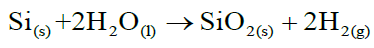 Si(s)+2H₂O(l) → SiO₂(s) + 2H₂(g)